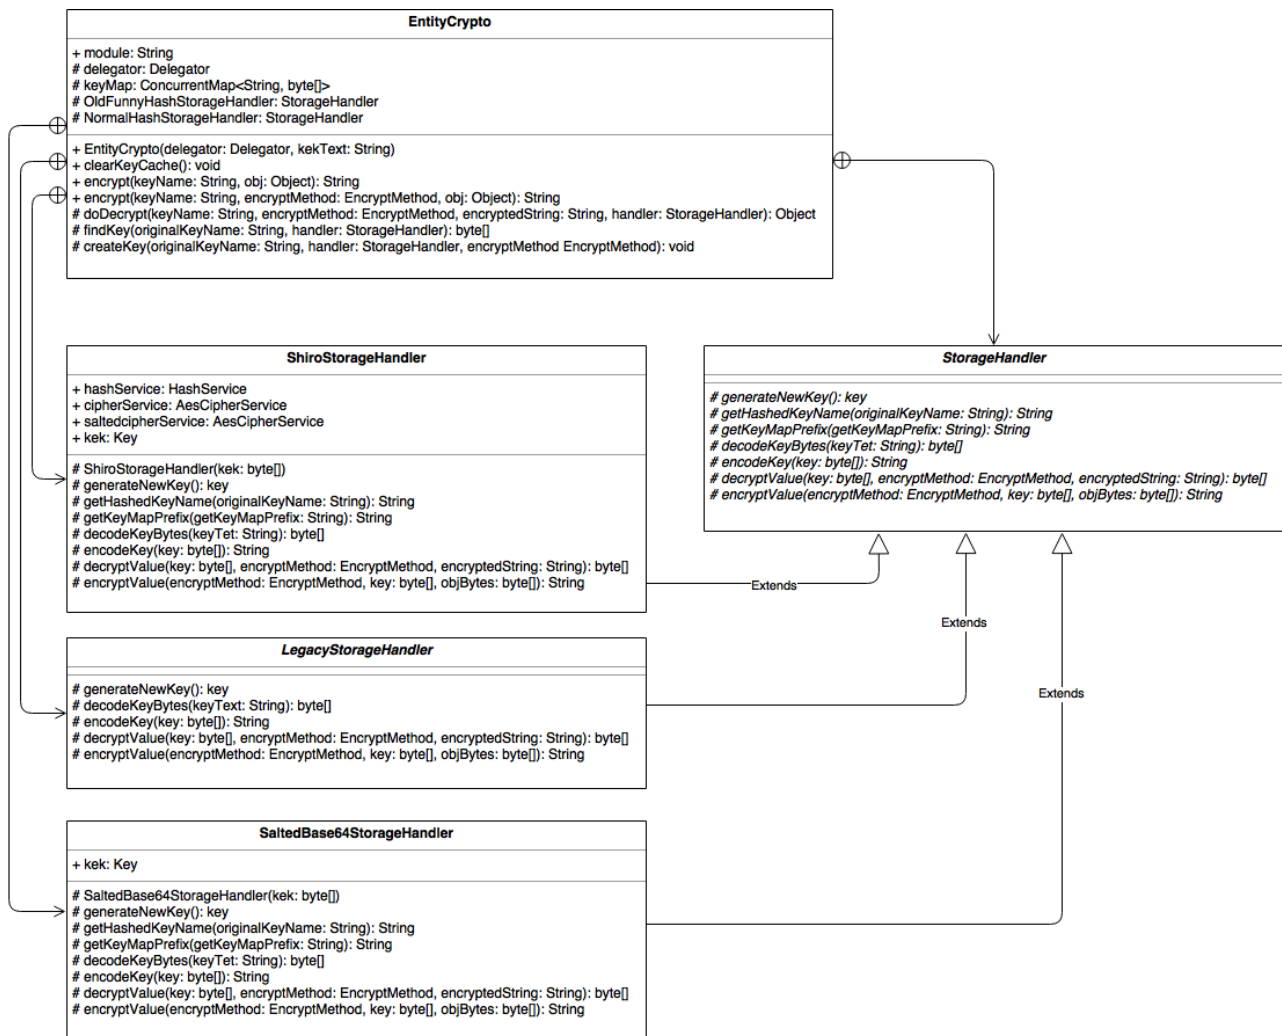 EntityCrypto
+ module: String
# delegator: Delegator
# keyMap: ConcurrentMap<String, byte[]>
# OldFunnyHashStorageHandler: StorageHandler
# NormalHashStorageHandler: StorageHandler
+ EntityCrypto(delegator: Delegator, kekText: String)
+ clearKeyCache(): void
+ encrypt(keyName: String, obj: Object): String
+ encrypt(keyName: String, encryptMethod: EncryptMethod, obj: Object): String
# doDecrypt(keyName: String, encryptMethod: EncryptMethod, encryptedString: String, handler: StorageHandler): Object
# findKey(originalKeyName: String, handler: StorageHandler): byte[]
# createKey(originalKeyName: String, handler: StorageHandler, encryptMethod EncryptMethod): void
ShiroStorageHandler
+ hashService: HashService
+ cipherService: AesCipherService
+ saltedcipherService: AesCipherService
+ kek: Key
# ShiroStorageHandler(kek: byte[])
# generateNewKey(): key
# getHashedKeyName(originalKeyName: String): String
# getKeyMapPrefix(getKeyMapPrefix: String): String
# decodeKeyBytes(keyTet: String): byte[]
# encodeKey(key: byte[]): String
# decryptValue(key: byte[], encryptMethod: EncryptMethod, encryptedString: String): byte[]
# encryptValue(encryptMethod: EncryptMethod, key: byte[], objBytes: byte[]): String
StorageHandler
# generateNewKey(): key
# getHashedKeyName(originalKeyName: String): String
# getKeyMapPrefix(getKeyMapPrefix: String): String
# decodeKeyBytes(keyTet: String): byte[]
# encodeKey(key: byte[]): String
# decryptValue(key: byte[], encryptMethod: EncryptMethod, encryptedString: String): byte[]
# encryptValue(encryptMethod: EncryptMethod, key: byte[], objBytes: byte[]): String
Extends
Extends
Extends
LegacyStorageHandler
# generateNewKey(): key
# decodeKeyBytes(keyText: String): byte[]
# encodeKey(key: byte[]): String
# decryptValue(key: byte[], encryptMethod: EncryptMethod, encryptedString: String): byte[]
# encryptValue(encryptMethod: EncryptMethod, key: byte[], objBytes: byte[]): String
SaltedBase64StorageHandler
+ kek: Key
# SaltedBase64StorageHandler(kek: byte[])
# generateNewKey(): key
# getHashedKeyName(originalKeyName: String): String
# getKeyMapPrefix(getKeyMapPrefix: String): String
# decodeKeyBytes(keyTet: String): byte[]
# encodeKey(key: byte[]): String
# decryptValue(key: byte[], encryptMethod: EncryptMethod, encryptedString: String): byte[]
# encryptValue(encryptMethod: EncryptMethod, key: byte[], objBytes: byte[]): String